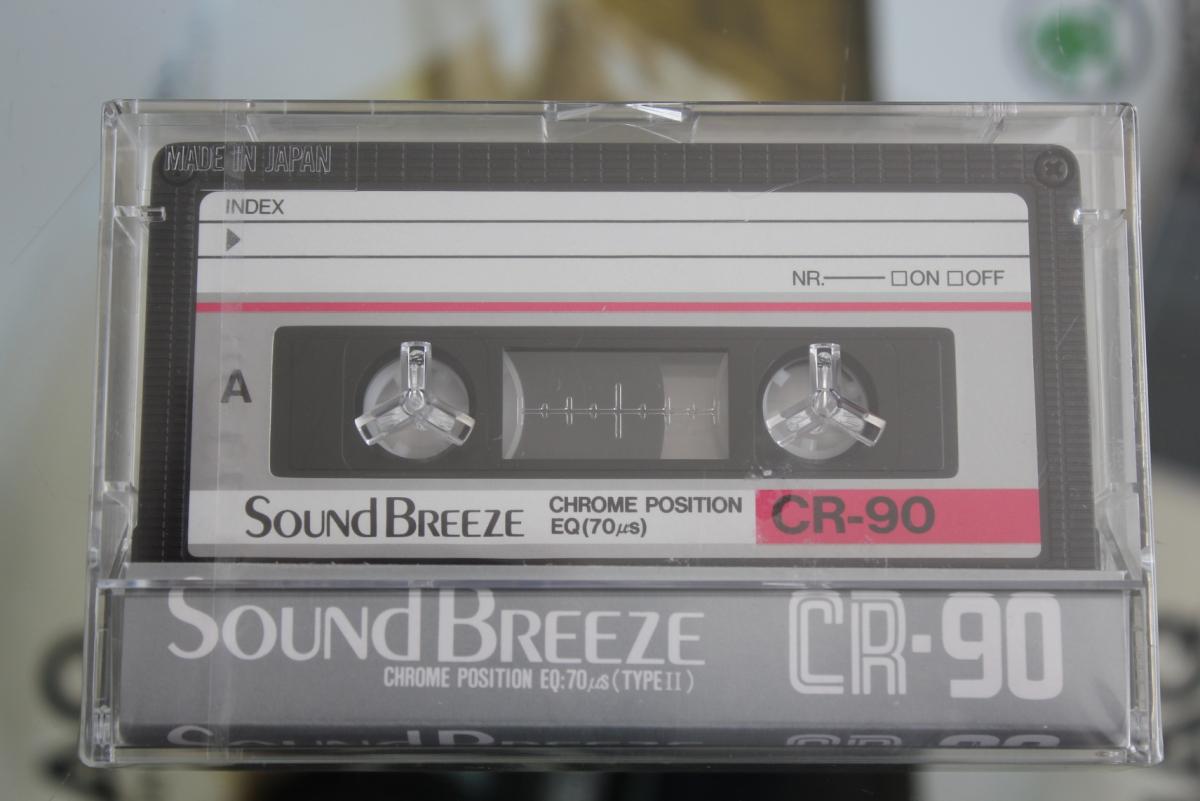 MADE IN JAPAN
INDEX
NR. □ON □OFF
A
SOUND BREEZE
CHROME POSITION
EQ(70μs)
CR-90
SOUND BREEZE
CR-90
CHROME POSITION EQ:70μs(TYPE II)